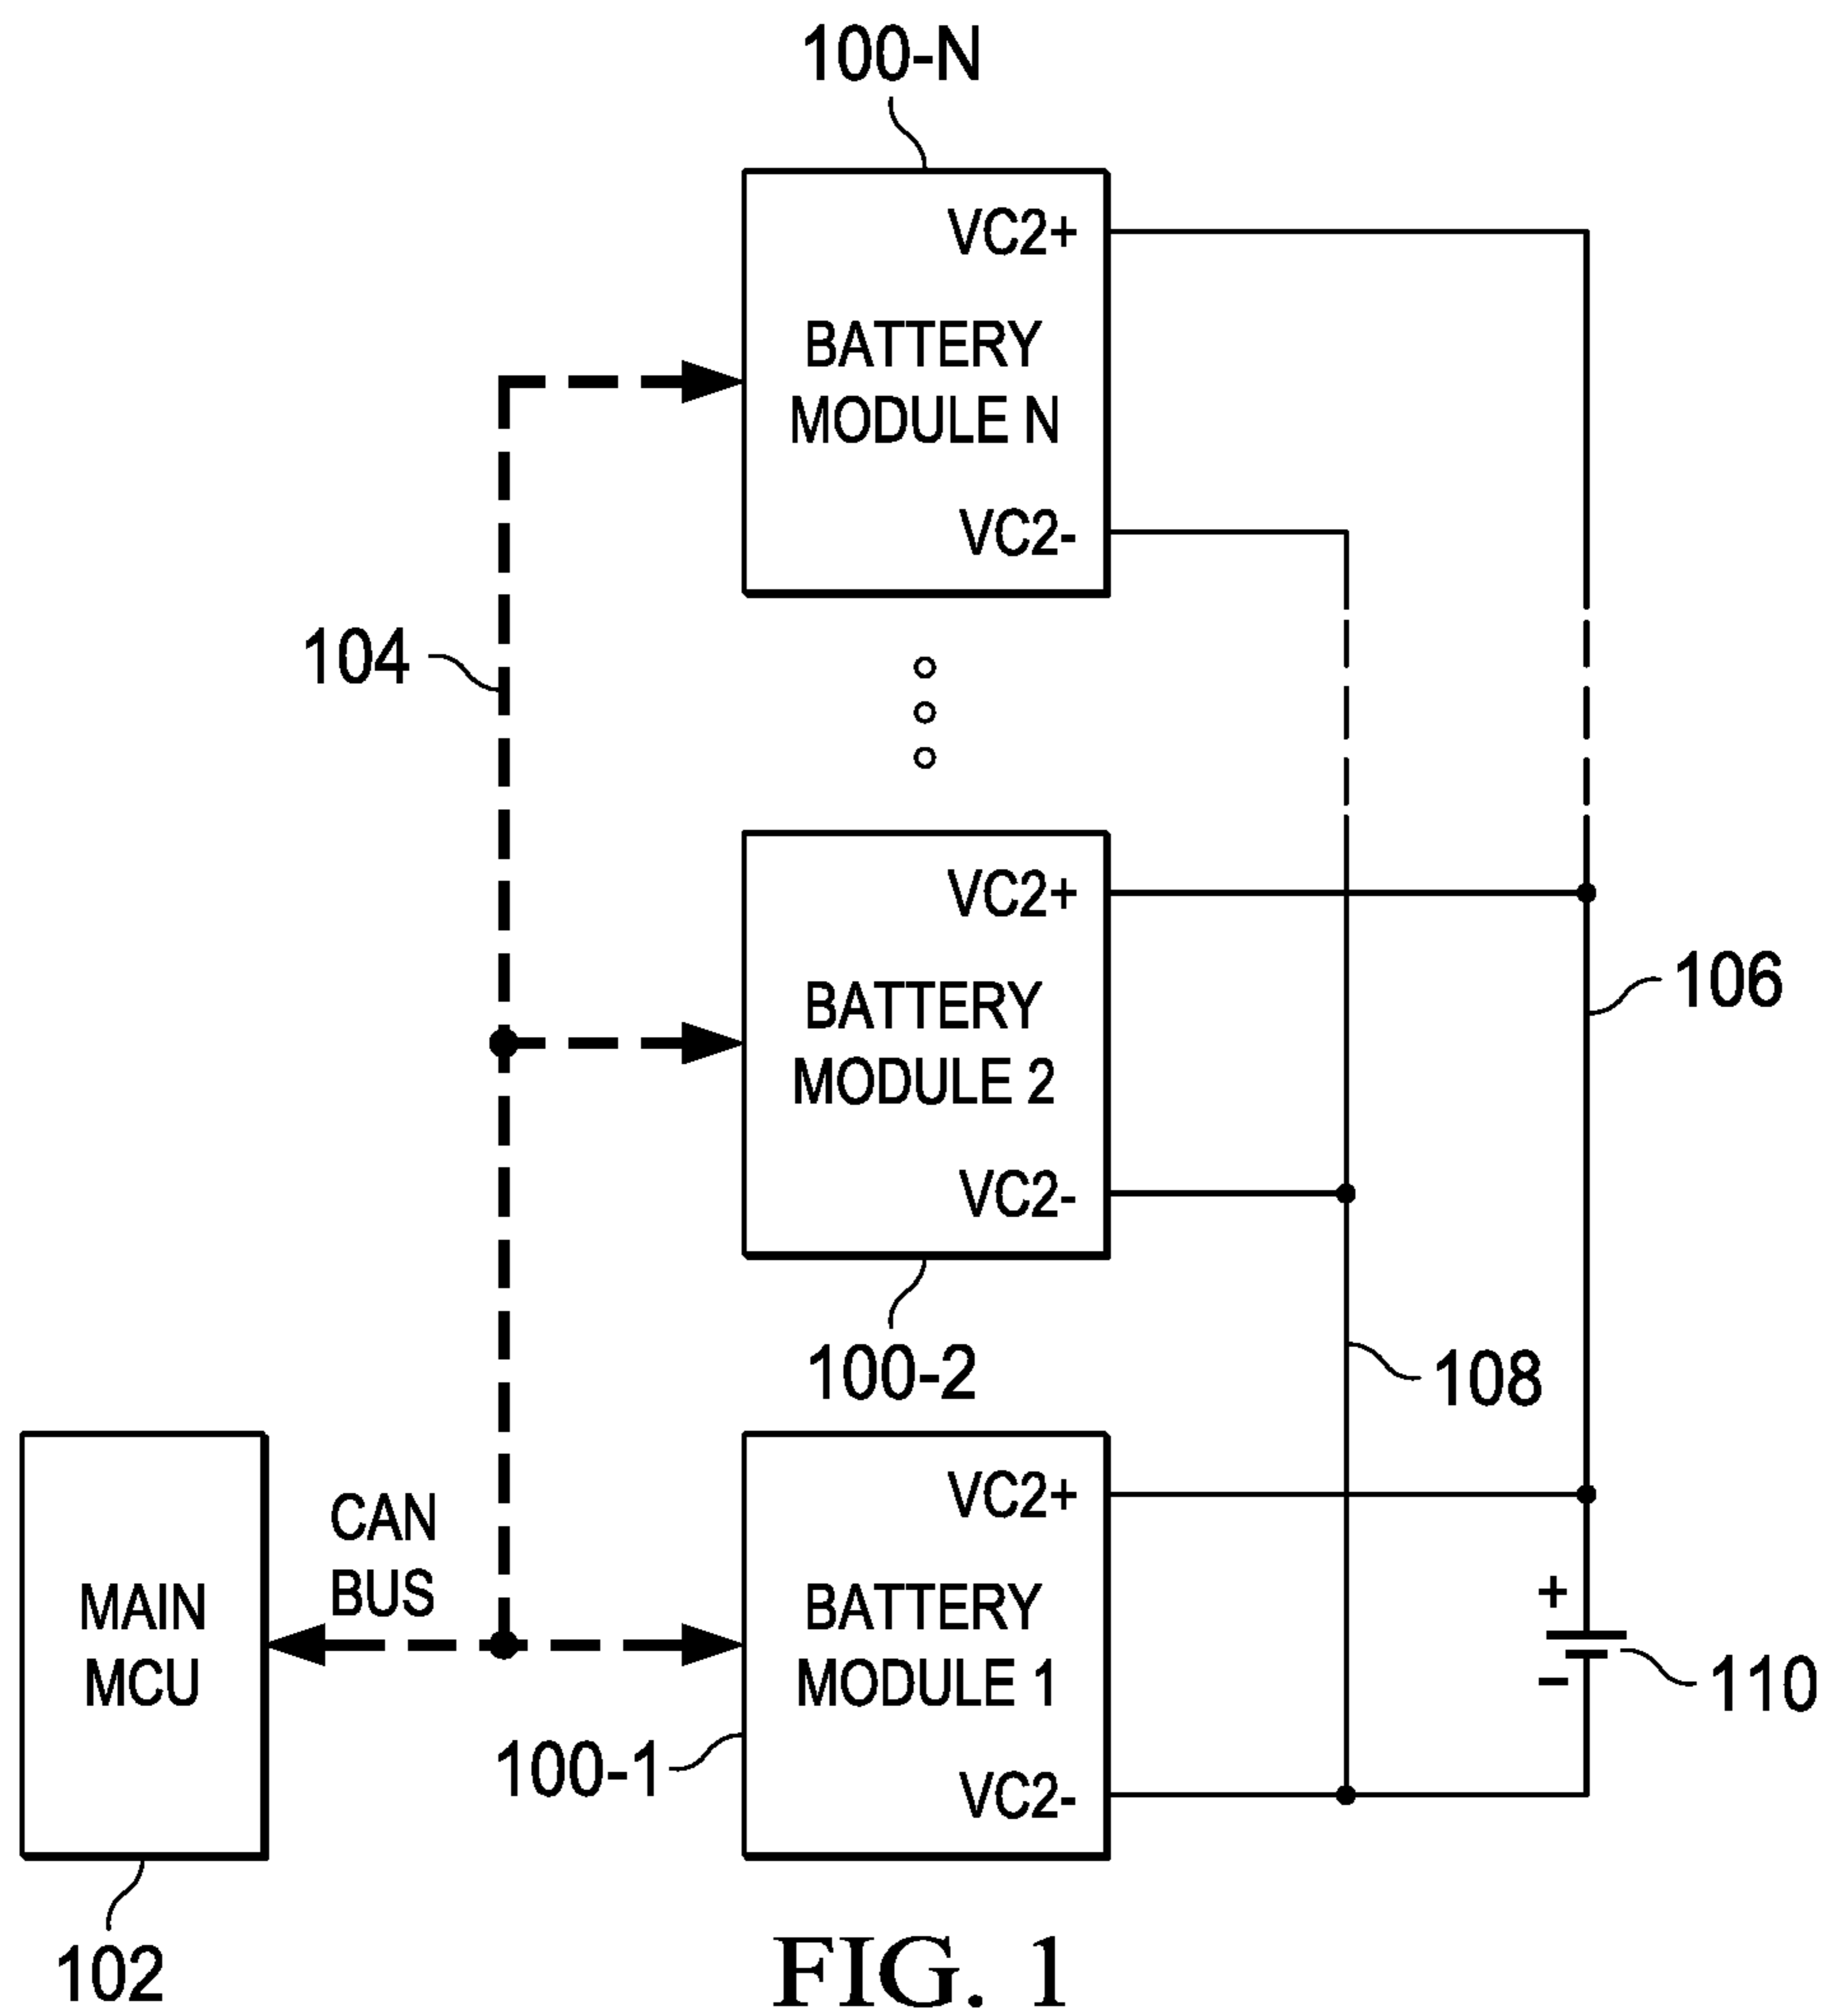 100-N
VC2+
BATTERY
MODULE N
VC2-
104
VC2+
BATTERY
MODULE 2
VC2-
106
100-2
108
VC2+
CAN
BUS
MAIN
MCU
BATTERY
MODULE 1
+
-
110
100-1
VC2-
102
FIG. 1